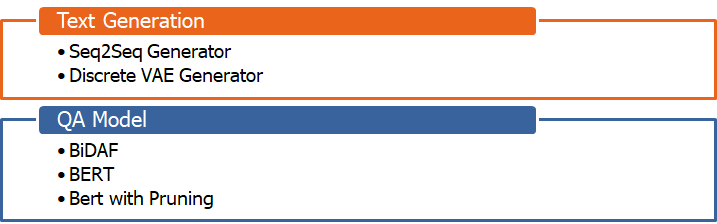 Text Generation
• Seq2Seq Generator
• Discrete VAE Generator
QA Model
• BiDAF
• BERT
• Bert with Pruning